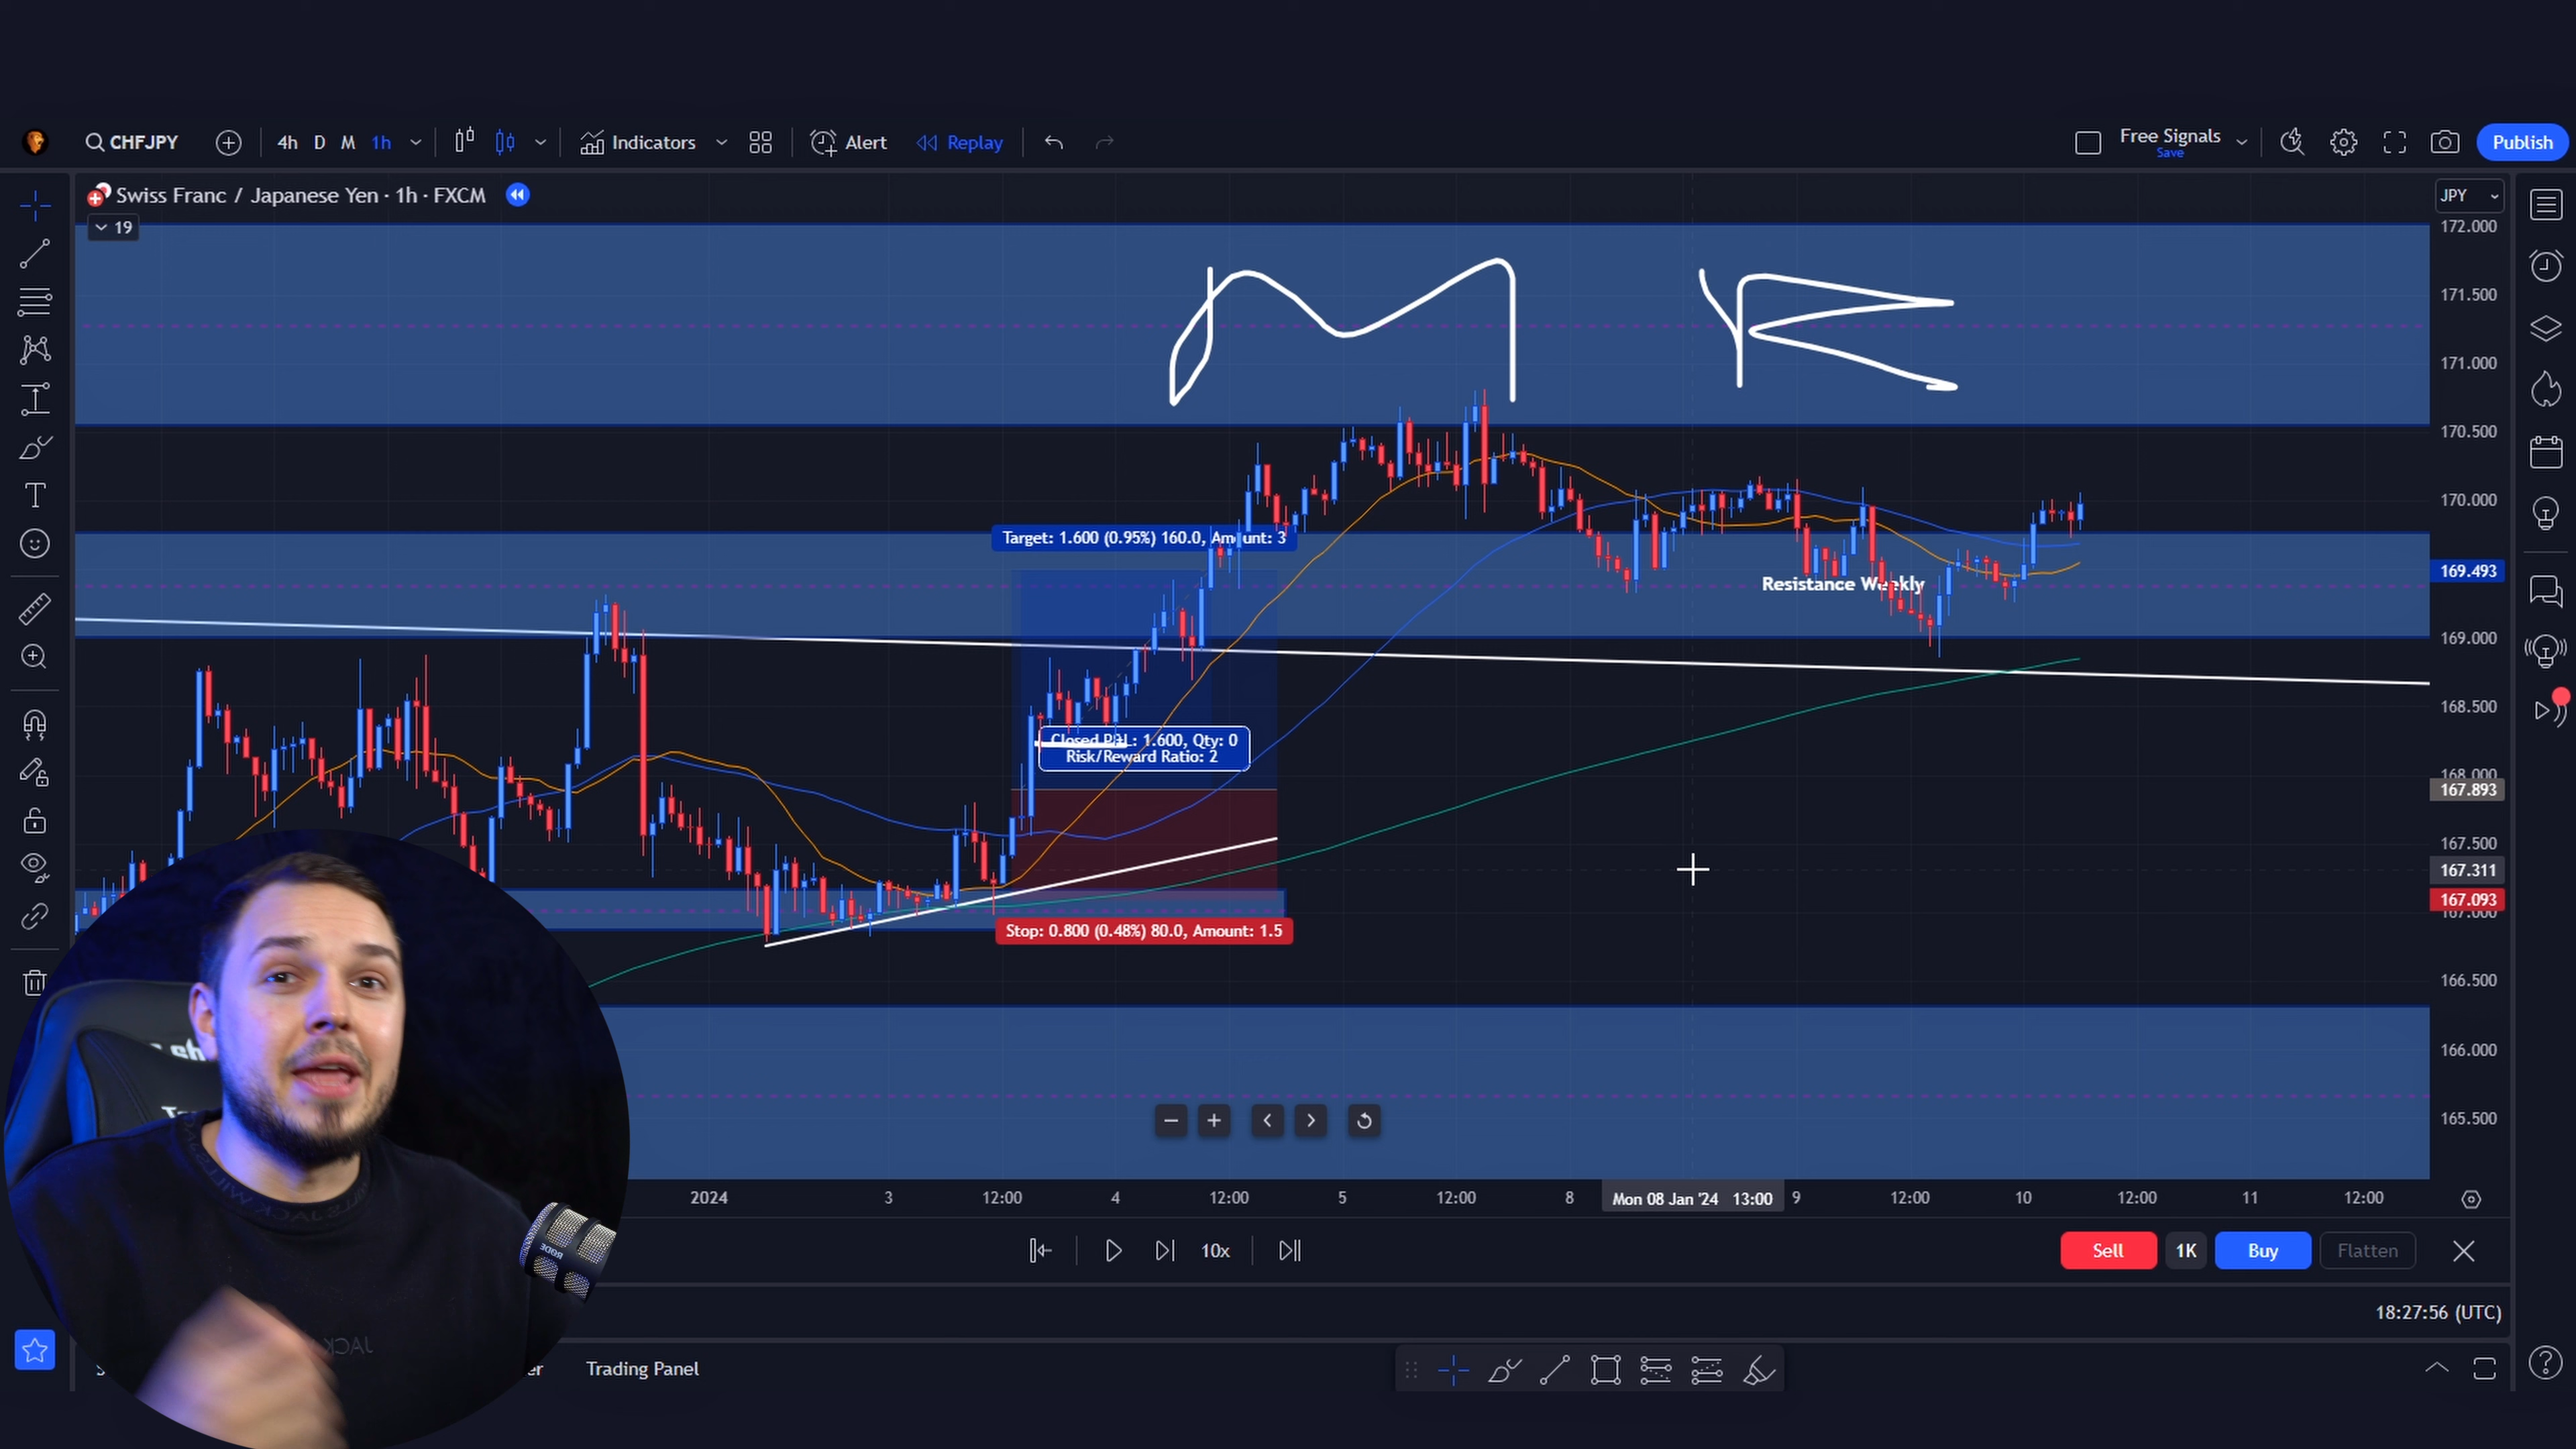 CHFJPY
4h D M 1h
Indicators
Alert
Replay
Free Signals
Save
Publish
Swiss Franc / Japanese Yen · 1h · FXCM
JPY
19
172.000
171.500
171.000
170.500
170.000
169.493
169.000
168.500
168.000
167.893
167.500
167.311
167.093
167.000
166.500
166.000
165.500
M R
Target: 1.600 (0.95%) 160.0, Amount: 3
Resistance Weekly
Closed P&L: 1.600, Qty: 0
Risk/Reward Ratio: 2
Stop: 0.800 (0.48%) 80.0, Amount: 1.5
2024 3 12:00 4 12:00 5 12:00 8 Mon 08 Jan '24 13:00 9 12:00 10 12:00 11 12:00
10x
Sell 1K Buy Flatten
RODE
18:27:56 (UTC)
Trading Panel